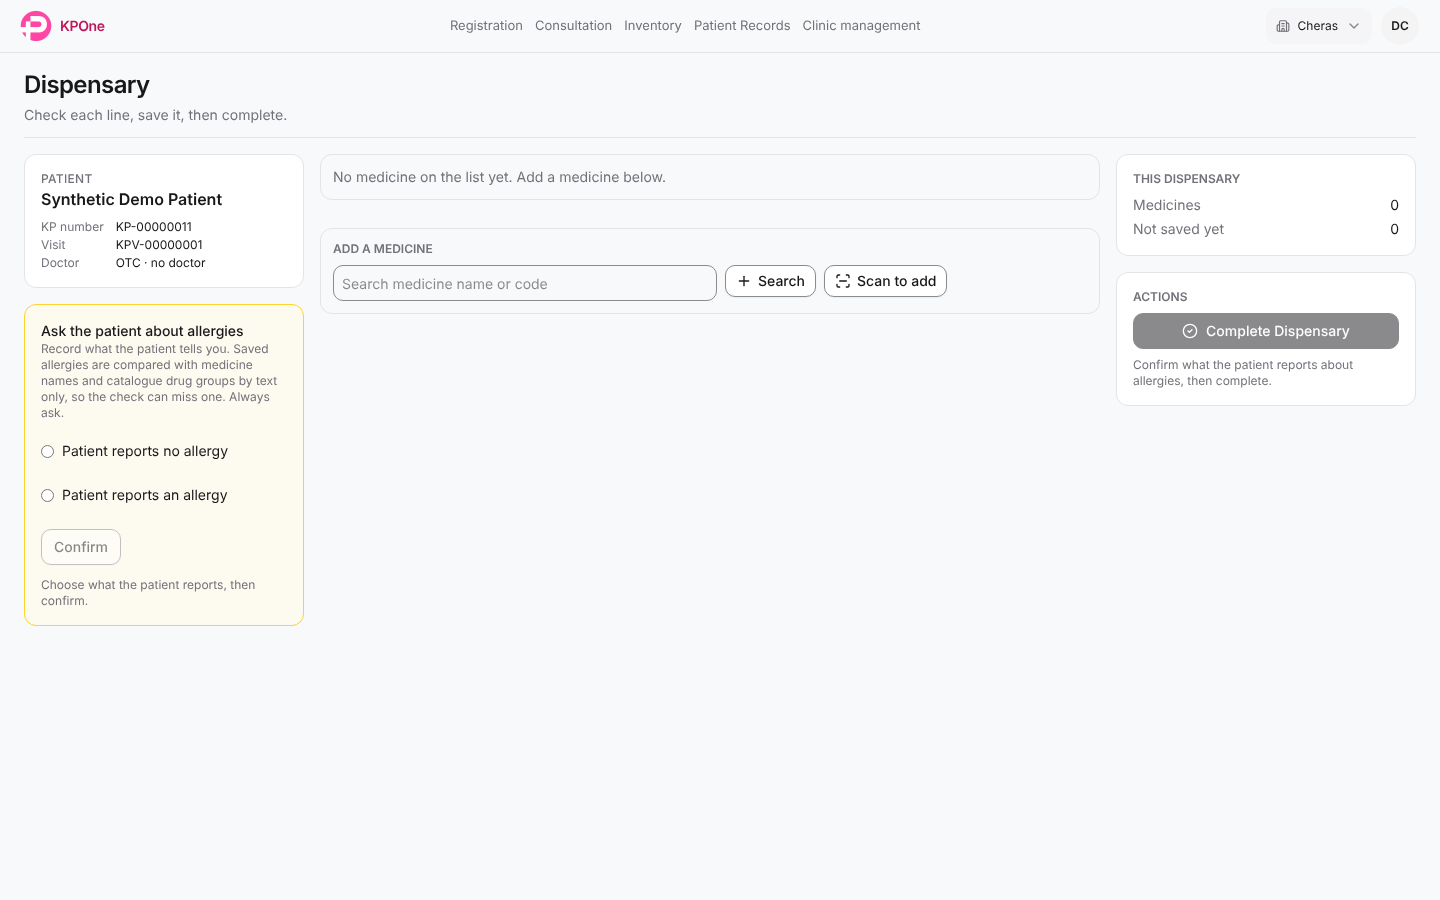 KPOne
Registration Consultation Inventory Patient Records Clinic management
Cheras
DC
Dispensary
Check each line, save it, then complete.
PATIENT
Synthetic Demo Patient
KP number KP-00000011
Visit KPV-00000001
Doctor OTC · no doctor
Ask the patient about allergies
Record what the patient tells you. Saved
allergies are compared with medicine
names and catalogue drug groups by text
only, so the check can miss one. Always
ask.
Patient reports no allergy
Patient reports an allergy
Confirm
Choose what the patient reports, then
confirm.
No medicine on the list yet. Add a medicine below.
ADD A MEDICINE
Search medicine name or code
Search
Scan to add
THIS DISPENSARY
Medicines 0
Not saved yet 0
ACTIONS
Complete Dispensary
Confirm what the patient reports about
allergies, then complete.